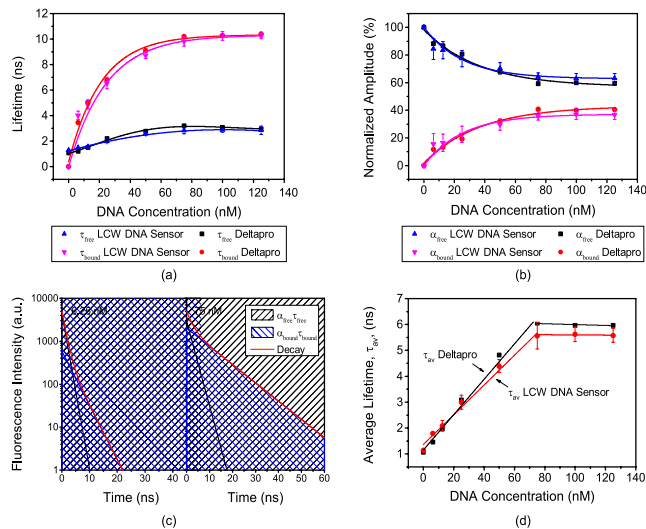 Lifetime (ns)
12
10
8
6
4
2
0
0 20 40 60 80 100 120 140
DNA Concentration (nM)
τfree LCW DNA Sensor τfree Deltapro
τbound LCW DNA Sensor τbound Deltapro
(a)
Normalized Amplitude (%)
100
80
60
40
20
0
0 20 40 60 80 100 120 140
DNA Concentration (nM)
αfree LCW DNA Sensor αfree Deltapro
αbound LCW DNA Sensor αbound Deltapro
(b)
Fluorescence Intensity (a.u.)
10000
1000
100
10
1
6.25 nM
75 nM
αfreeτfree
αboundτbound
Decay
0 10 20 30 40 50 0 10 20 30 40 50 60
Time (ns) Time (ns)
(c)
Average Lifetime, τav, (ns)
7
6
5
4
3
2
1
τav Deltapro
τav LCW DNA Sensor
0 20 40 60 80 100 120 140
DNA Concentration (nM)
(d)